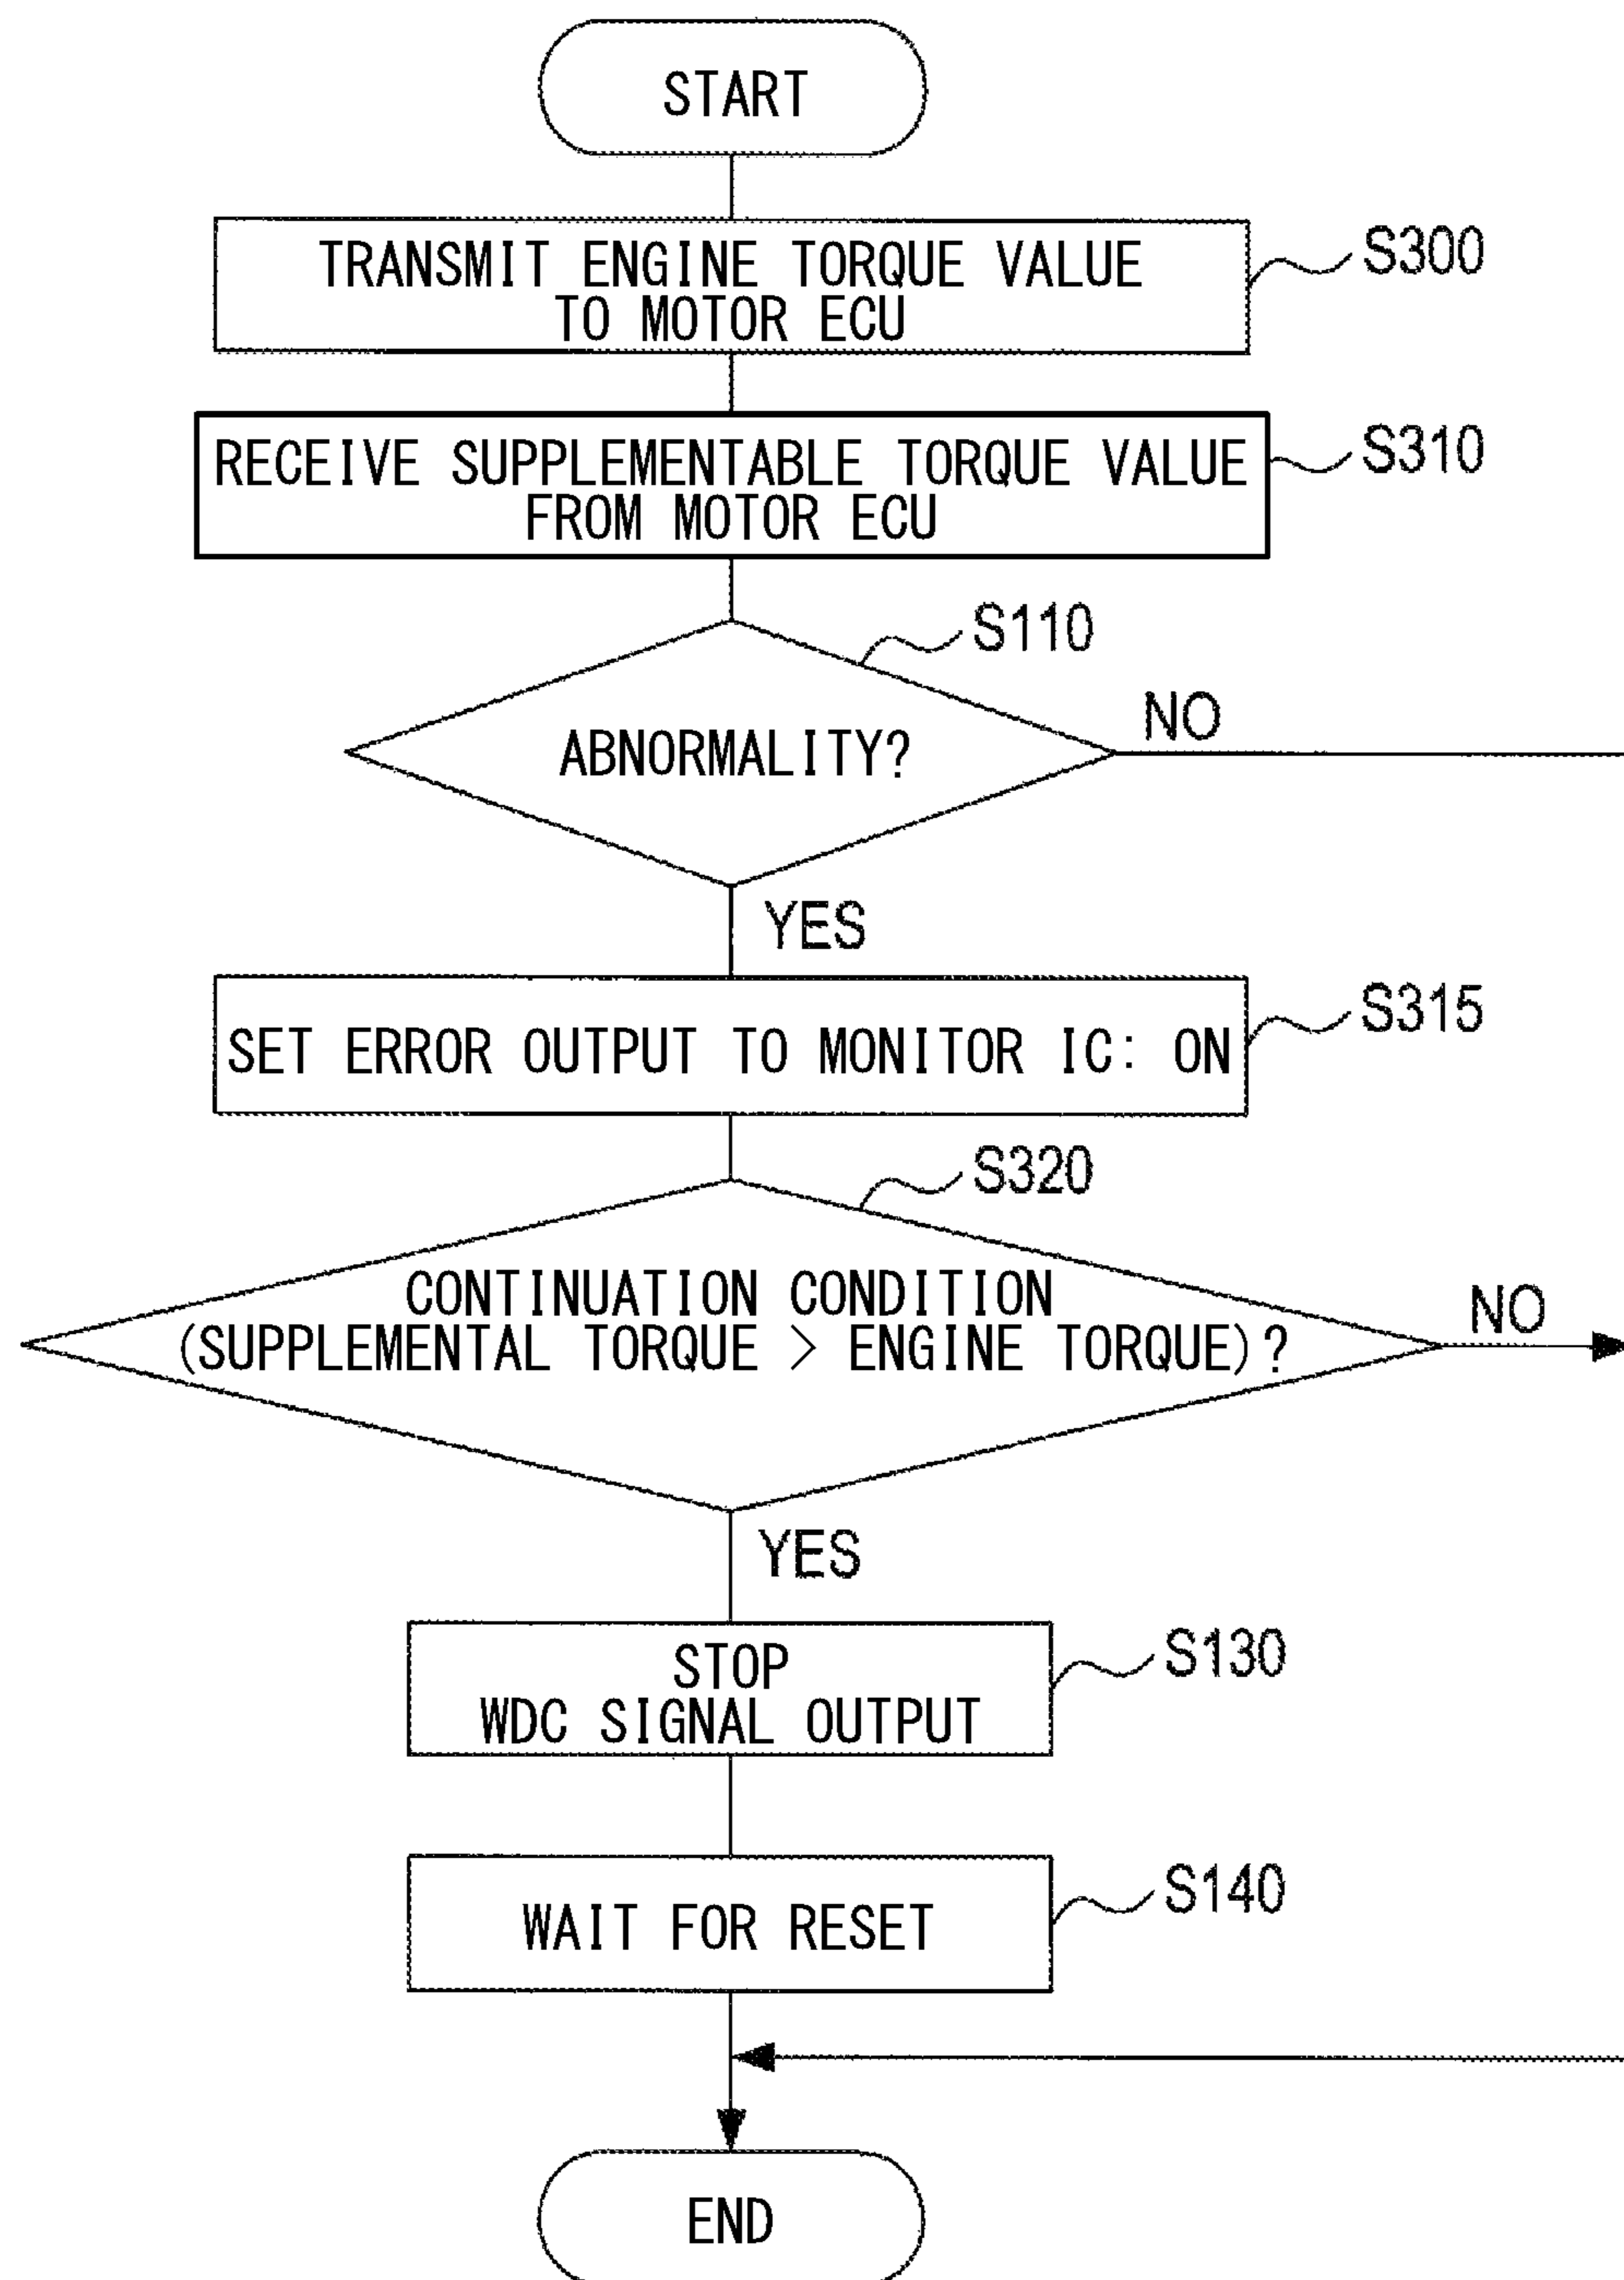 START
TRANSMIT ENGINE TORQUE VALUE
TO MOTOR ECU
S300
RECEIVE SUPPLEMENTABLE TORQUE VALUE
FROM MOTOR ECU
S310
S110
ABNORMALITY?
NO
YES
SET ERROR OUTPUT TO MONITOR IC: ON
S315
S320
CONTINUATION CONDITION
(SUPPLEMENTAL TORQUE > ENGINE TORQUE)?
NO
YES
STOP
WDC SIGNAL OUTPUT
S130
WAIT FOR RESET
S140
END